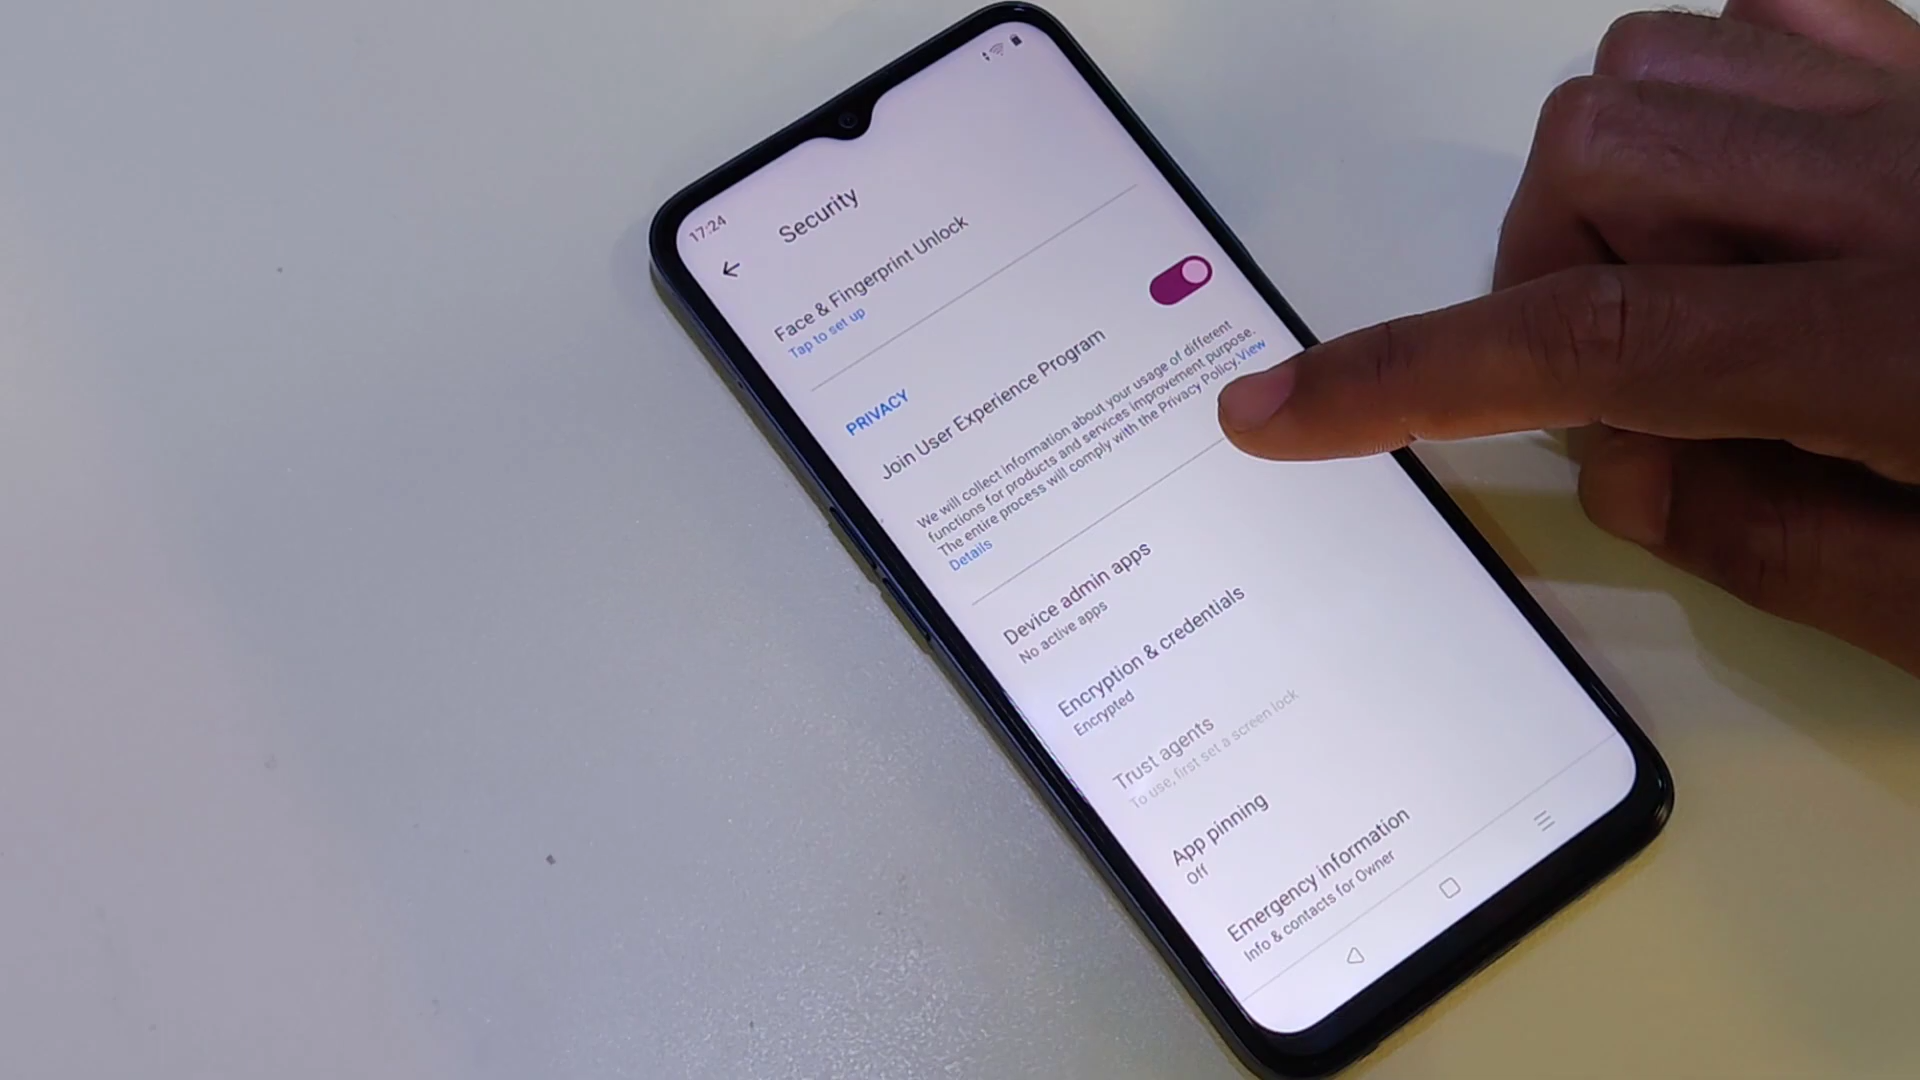 17:24
Security
Face & Fingerprint Unlock
Tap to set up
PRIVACY
Join User Experience Program
We will collect information about your usage of different
functions for products and services improvement purpose.
The entire process will comply with the Privacy Policy.View
Details
Device admin apps
No active apps
Encryption & credentials
Encrypted
Trust agents
To use, first set a screen lock
App pinning
Off
Emergency information
Info & contacts for Owner